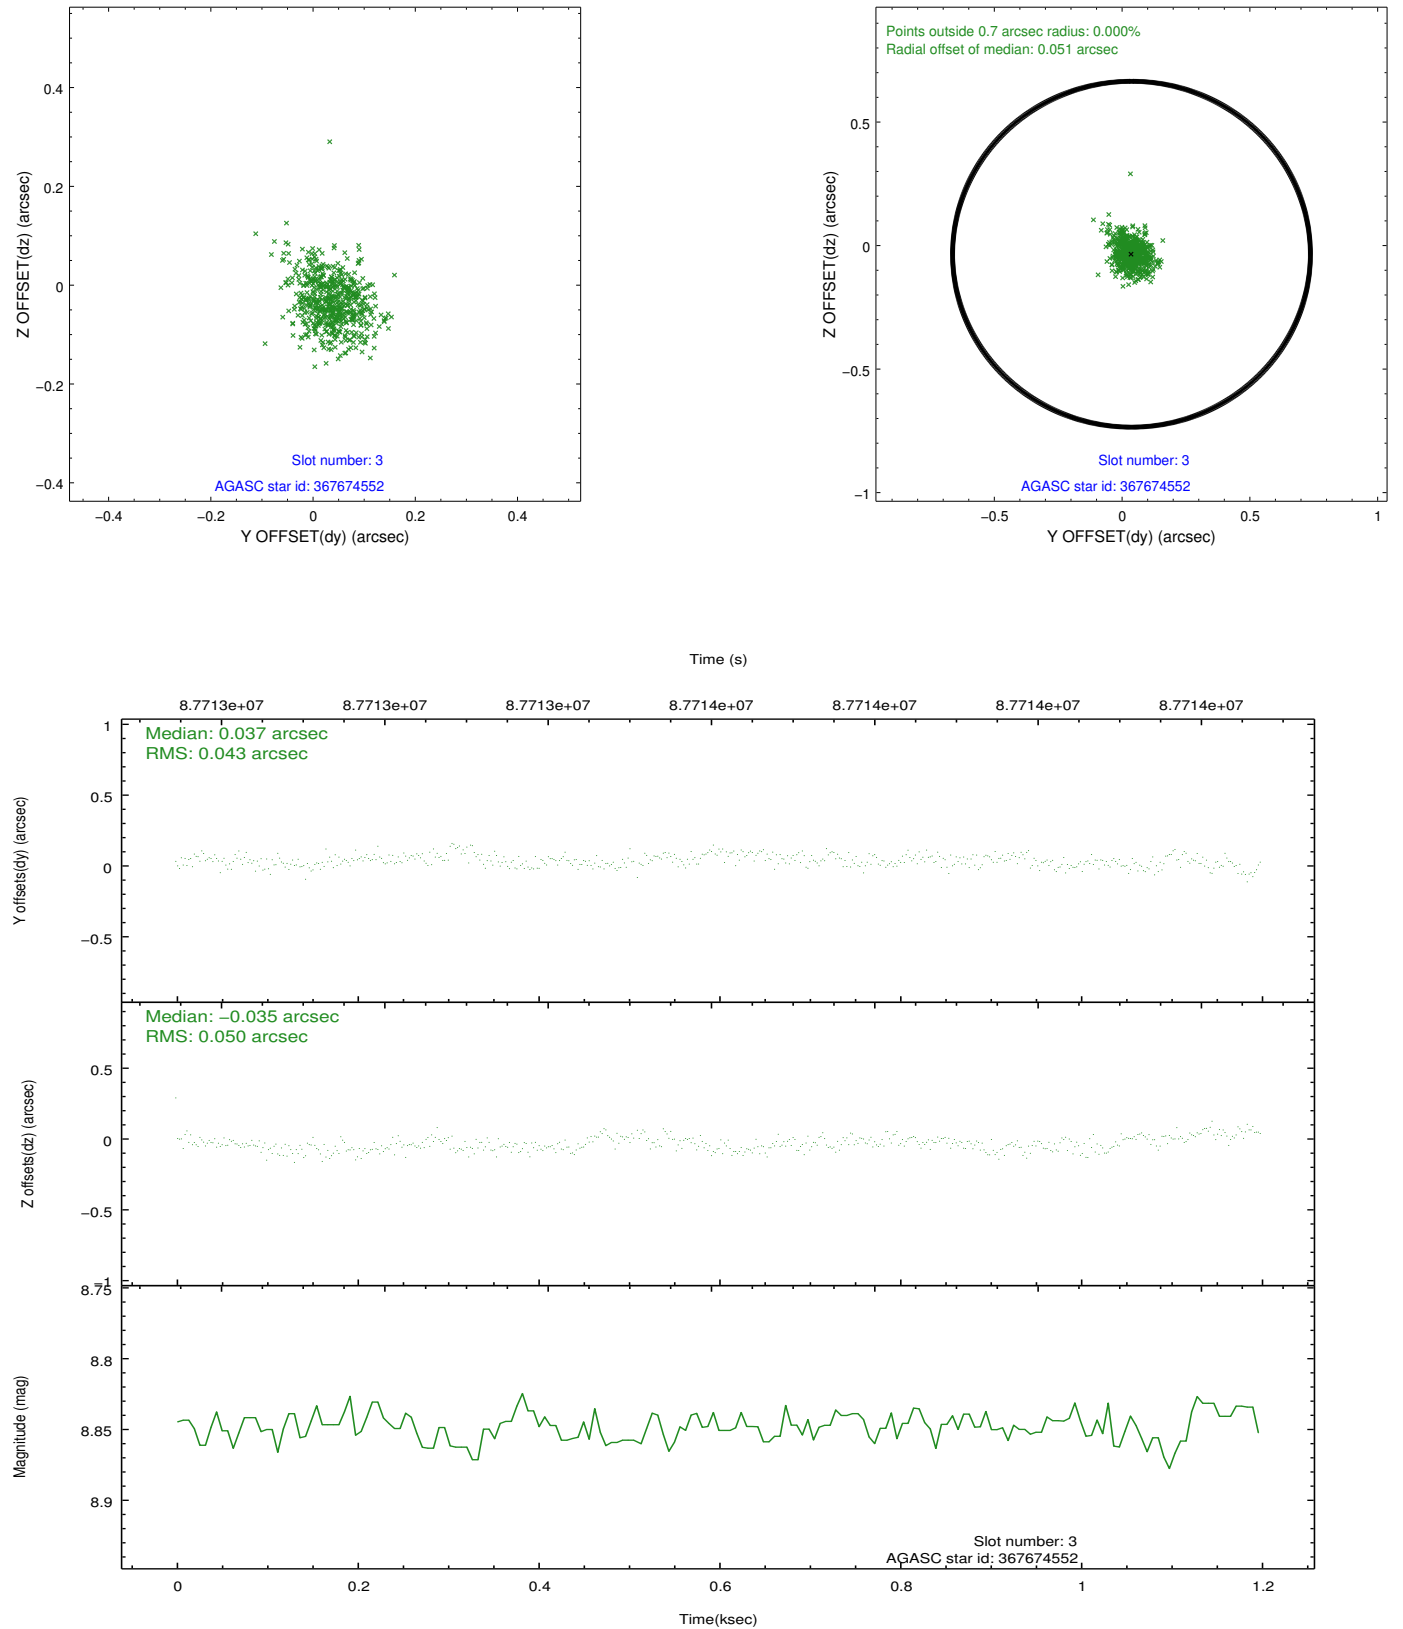 0.4
0.2
0
−0.2
−0.4
−0.4
−0.2
0
0.2
0.4
Z OFFSET(dz) (arcsec)
Y OFFSET(dy) (arcsec)
Slot number: 3
AGASC star id: 367674552
Points outside 0.7 arcsec radius: 0.000%
Radial offset of median: 0.051 arcsec
0.5
0
−0.5
−1
−0.5
0
0.5
1
Z OFFSET(dz) (arcsec)
Y OFFSET(dy) (arcsec)
Slot number: 3
AGASC star id: 367674552
Time (s)
8.7713e+07
8.7713e+07
8.7713e+07
8.7714e+07
8.7714e+07
8.7714e+07
8.7714e+07
Median: 0.037 arcsec
RMS: 0.043 arcsec
1
0.5
0
−0.5
Y offsets(dy) (arcsec)
Median: −0.035 arcsec
RMS: 0.050 arcsec
0.5
0
−0.5
−1
Z offsets(dz) (arcsec)
8.75
8.8
8.85
8.9
Magnitude (mag)
Slot number: 3
AGASC star id: 367674552
0
0.2
0.4
0.6
0.8
1
1.2
Time(ksec)